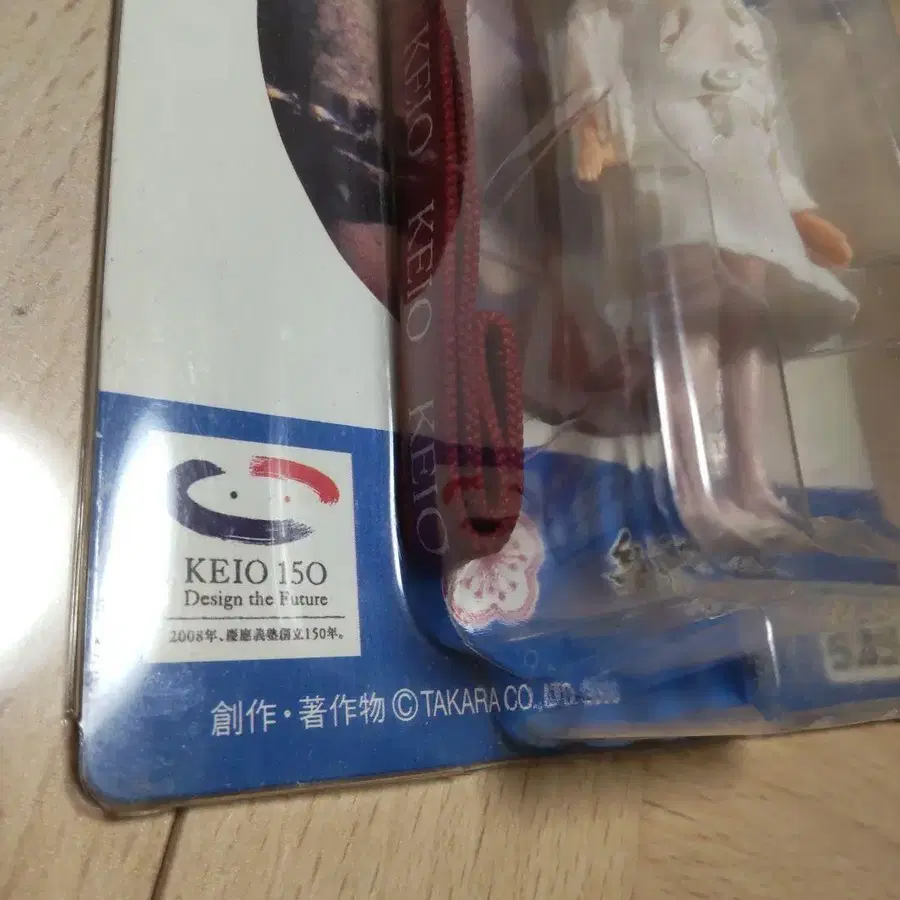 KEIO KEIO KEIO
KEIO 150
Design the Future
2008年、慶應義塾創立150年。
創作・著作物 ©TAKARA CO., LTD.